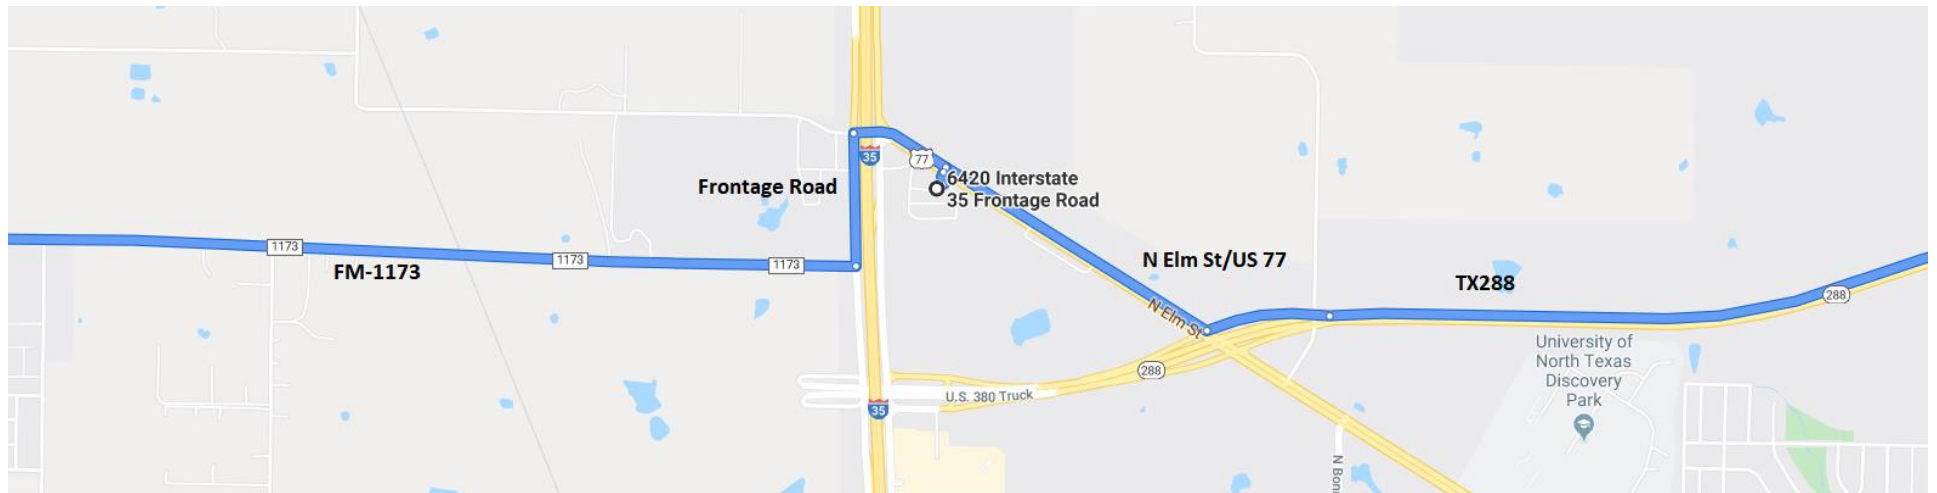 35
77
6420 Interstate
35 Frontage Road
Frontage Road
1173
1173
1173
FM-1173
N Elm St/US 77
TX288
288
N Elm St
University of
North Texas
Discovery
Park
288
U.S. 380 Truck
35